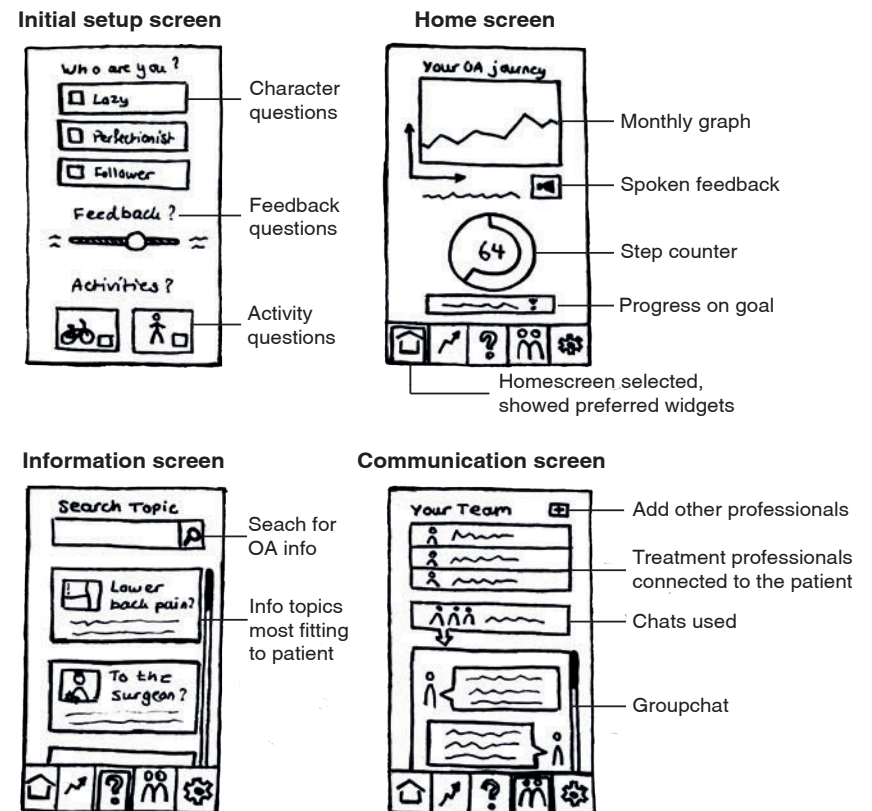 Initial setup screen
Who are you?
Lazy
Perfectionist
Follower
Feedback?
Activities?
Character
questions
Feedback
questions
Activity
questions
Home screen
Your OA journey
64
Monthly graph
Spoken feedback
Step counter
Progress on goal
?
Homescreen selected,
showed preferred widgets
Information screen
Search Topic
Lower
back pain?
To the
surgeon?
?
Seach for
OA info
Info topics
most fitting
to patient
Communication screen
Your Team
+
?
Add other professionals
Treatment professionals
connected to the patient
Chats used
Groupchat